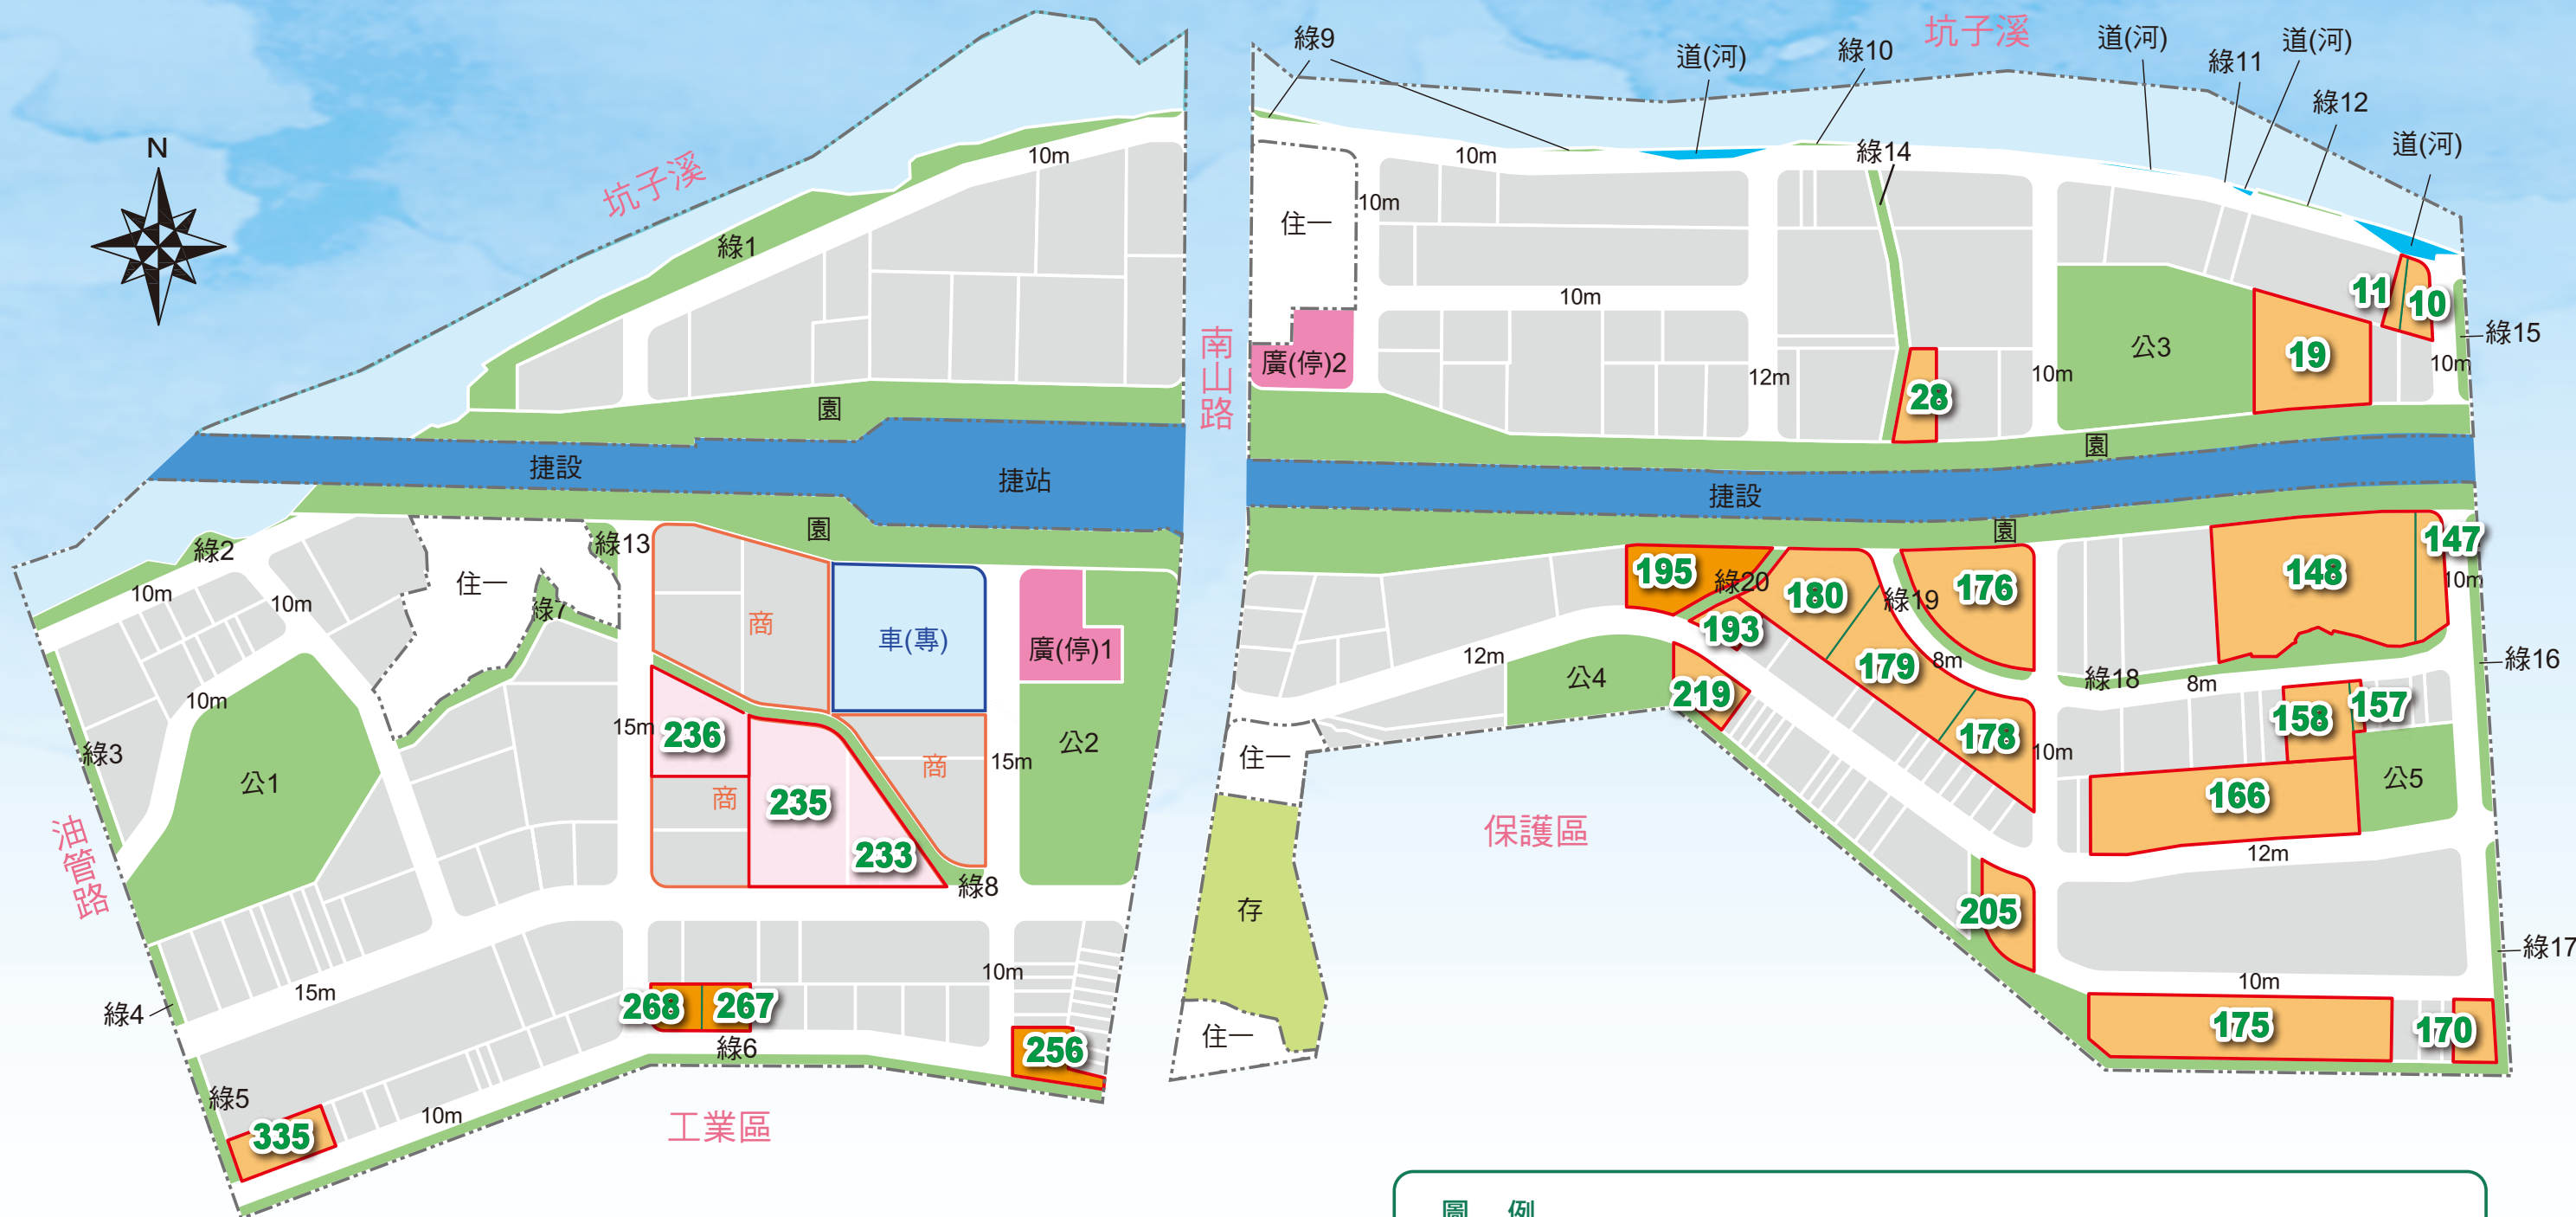 N
坑子溪
坑子溪
綠9
道(河)
綠10
道(河)
綠11
道(河)
綠12
道(河)
綠14
10m
10m
10m
住一
綠1
10m
11
10
綠15
10m
公3
19
南山路
廣(停)2
12m
10m
28
園
園
捷設
捷站
捷設
園
園
綠2
綠13
住一
綠7
10m
10m
10m
商
車(專)
廣(停)1
195
綠20
180
綠19
176
148
147
10m
193
12m
公4
219
179
8m
綠18
8m
綠16
15m
236
公2
15m
商
商
235
233
綠8
綠3
公1
油管路
住一
178
10m
158
157
166
公5
12m
保護區
存
205
綠17
10m
綠4
15m
268
267
10m
綠6
256
住一
175
170
綠5
335
10m
工業區
圖 例